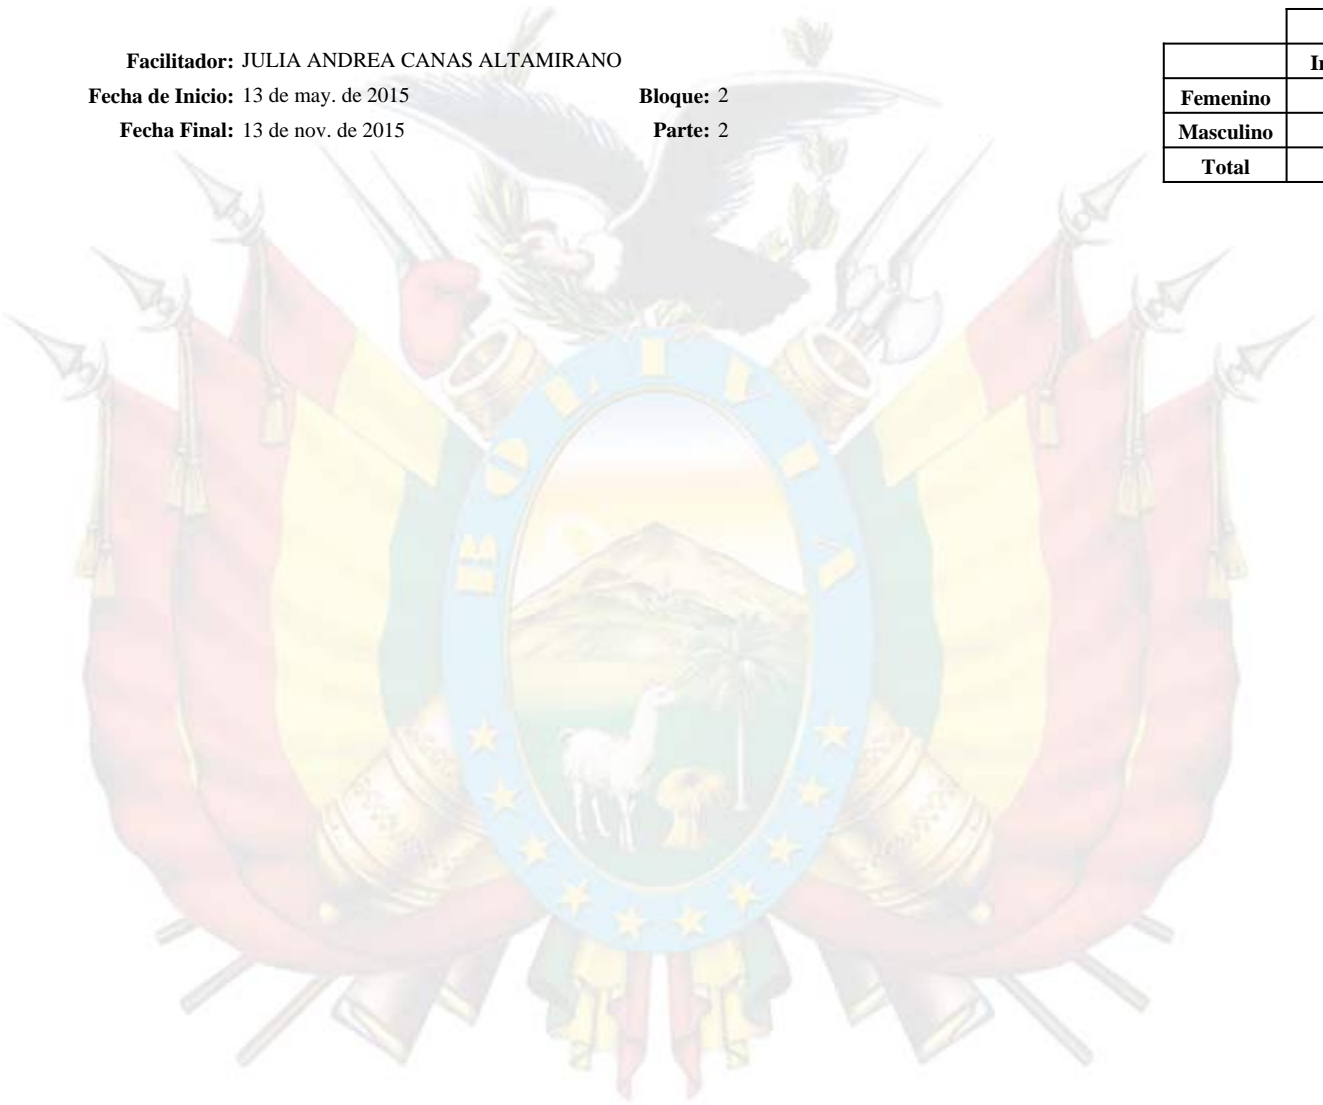 Facilitador: JULIA ANDREA CANAS ALTAMIRANO
Fecha de Inicio: 13 de may. de 2015 Bloque: 2
Fecha Final: 13 de nov. de 2015 Parte: 2
Femenino
Masculino
Total
BOLIVIA